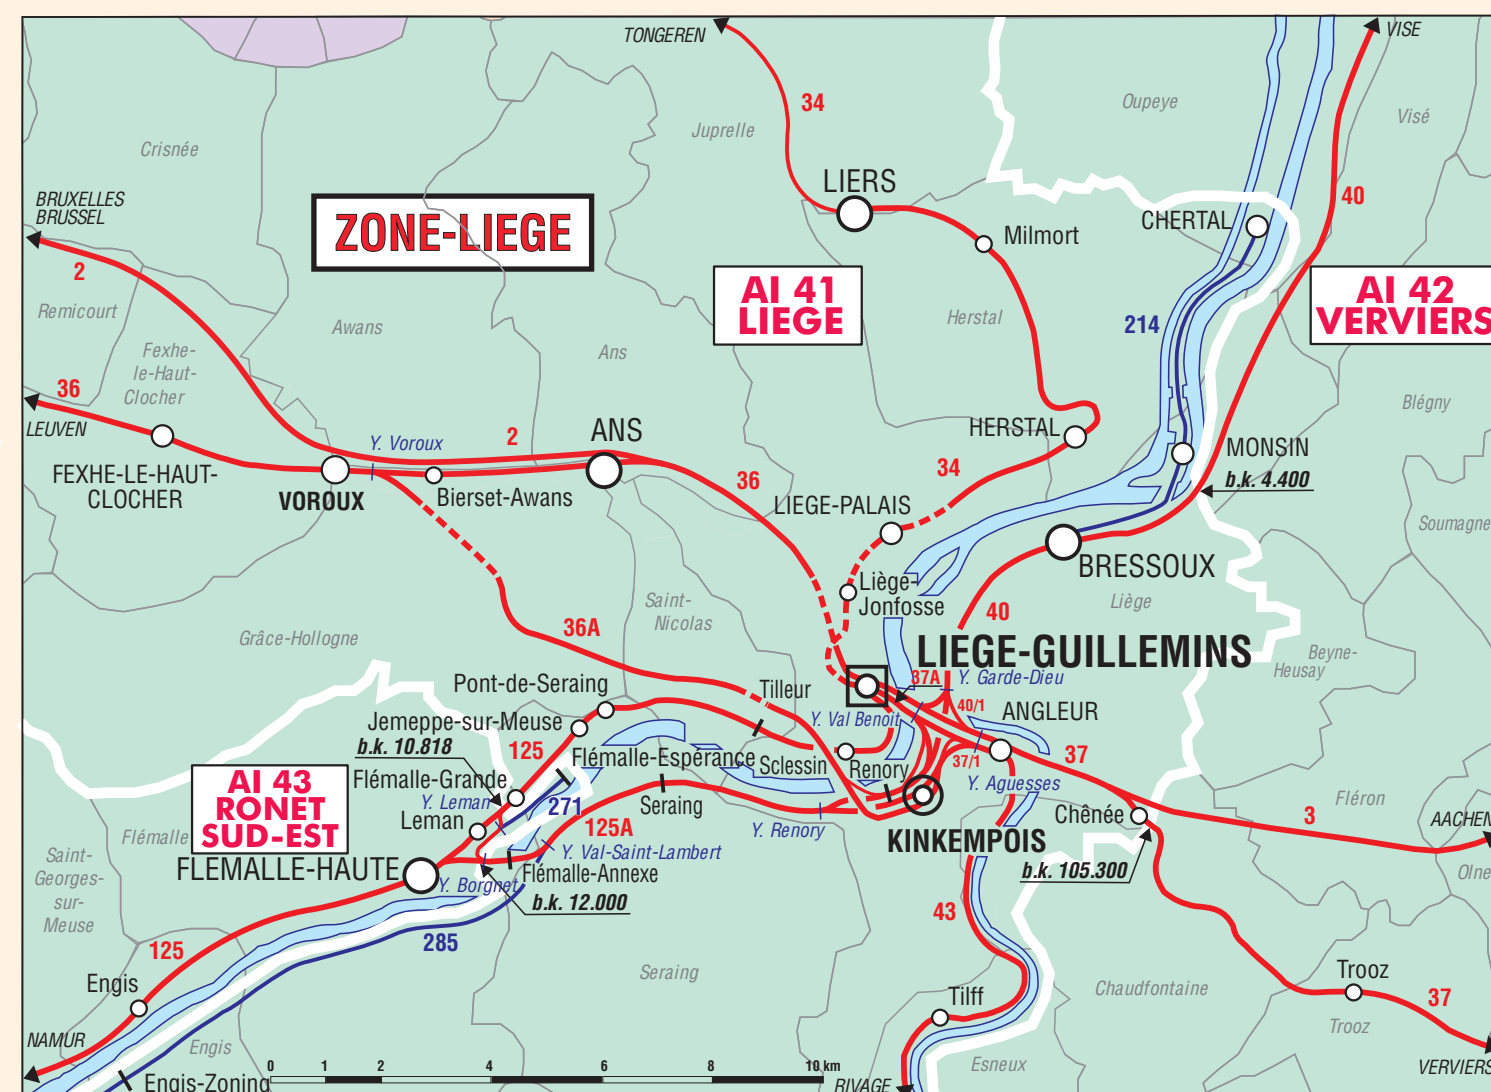 TONGEREN
VISE
34
Oupeye
Juprelle
Visé
Crisnée
BRUXELLES
BRUSSEL
LIERS
40
ZONE-LIEGE
CHERTAL
Milmort
2
AI 41
LIEGE
AI 42
VERVIERS
Remicourt
Awans
Herstal
214
Fexhe-
le-Haut-
Clocher
Ans
36
LEUVEN
Blégny
Y. Voroux
2
ANS
HERSTAL
MONSIN
b.k. 4.400
FEXHE-LE-HAUT-
CLOCHER
VOROUX
Bierset-Awans
36
34
LIEGE-PALAIS
Soumagne
BRESSOUX
Liège-
Jonfosse
Liège
Saint-
Nicolas
40
36A
Grâce-Hollogne
LIEGE-GUILLEMINS
Beyne-
Heusay
37A
Y. Garde-Dieu
Pont-de-Seraing
Tilleur
40/1
ANGLEUR
Y. Val Benoit
Jemeppe-sur-Meuse
b.k. 10.818
125
Flémalle-Espérance
Sclessin
Renory
37/1
37
AI 43
RONET
SUD-EST
Flémalle-Grande
Y. Leman
Leman
271
Seraing
Y. Aguesses
Flémalle
125A
Y. Renory
KINKEMPOIS
Chênée
Fléron
3
AACHEN
Saint-
Georges-
sur-
Meuse
FLEMALLE-HAUTE
Y. Val-Saint-Lambert
Y. Borgnet
Flémalle-Annexe
b.k. 12.000
b.k. 105.300
Olne
43
125
285
Engis
Seraing
Tilff
Chaudfontaine
Trooz
37
Trooz
NAMUR
Engis
Esneux
VERVIERS
0 1 2 4 6 8 10 km
Engis-Zoning
RIVAGE